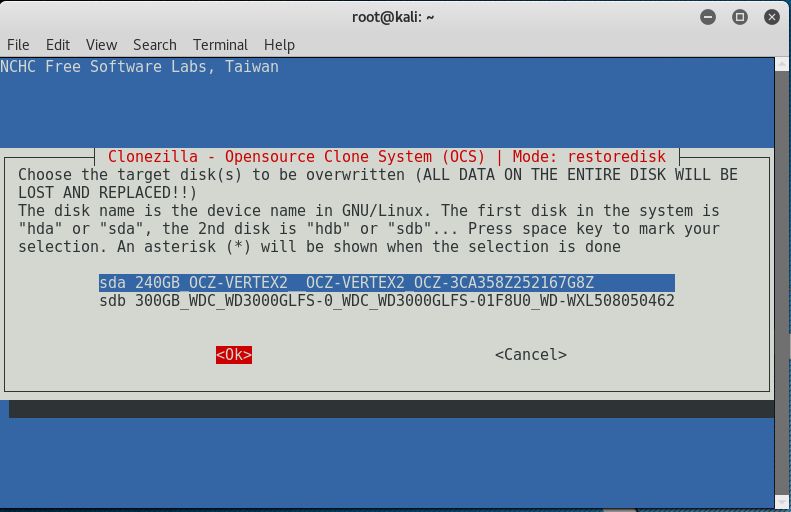 root@kali: ~
File Edit View Search Terminal Help
NCHC Free Software Labs, Taiwan
Clonezilla - Opensource Clone System (OCS) | Mode: restoredisk
Choose the target disk(s) to be overwritten (ALL DATA ON THE ENTIRE DISK WILL BE
LOST AND REPLACED!!)
The disk name is the device name in GNU/Linux. The first disk in the system is
"hda" or "sda", the 2nd disk is "hdb" or "sdb"... Press space key to mark your
selection. An asterisk (*) will be shown when the selection is done
sda 240GB_OCZ-VERTEX2__OCZ-VERTEX2_OCZ-3CA358Z252167G8Z
sdb 300GB_WDC_WD3000GLFS-0_WDC_WD3000GLFS-01F8U0_WD-WXL508050462
<Ok> <Cancel>